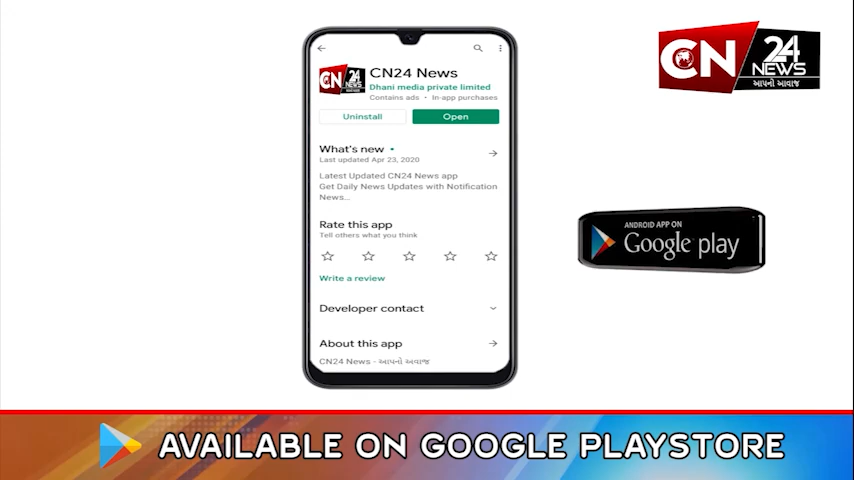 CN 24 NEWS
આપનો અવાજ
CN 24 NEWS
CN24 News
Dhani media private limited
Contains ads • In-app purchases
Uninstall
Open
What's new •
Last updated Apr 23, 2020
Latest Updated CN24 News app
Get Daily News Updates with Notification
News...
Rate this app
Tell others what you think
Write a review
Developer contact
About this app
CN24 News - આપનો અવાજ
ANDROID APP ON
Google play
AVAILABLE ON GOOGLE PLAYSTORE